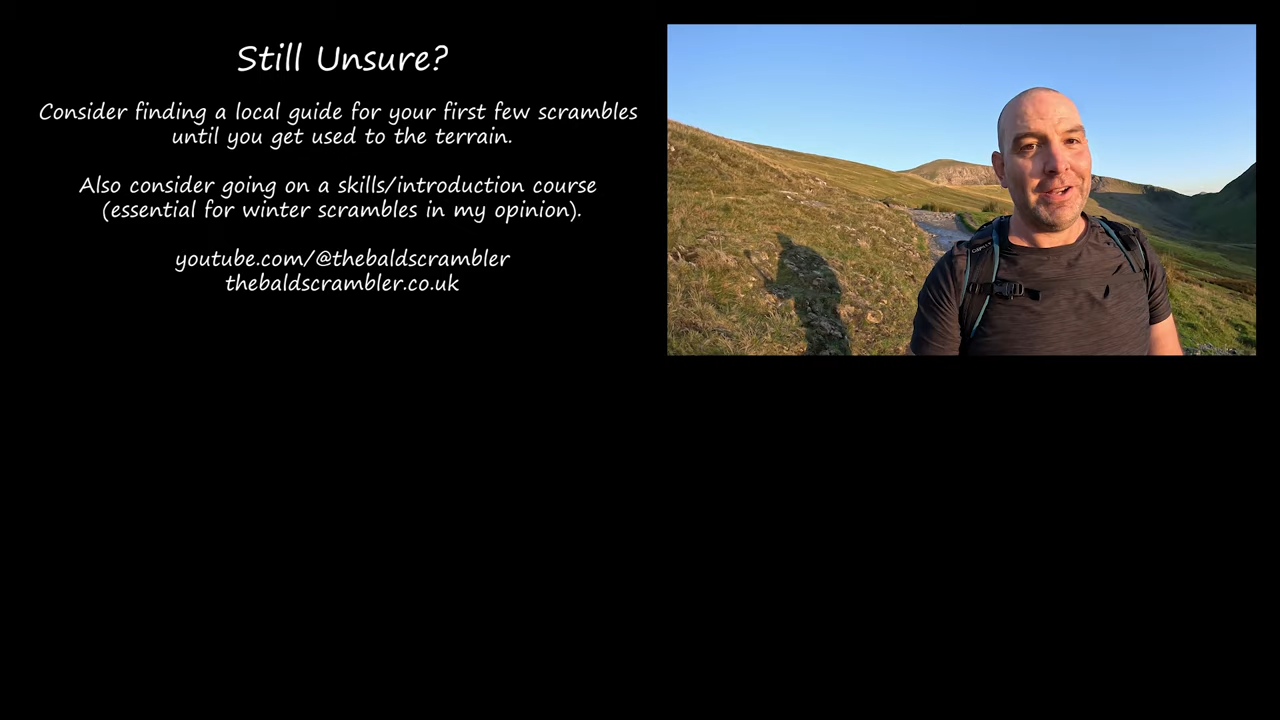 Still Unsure?
Consider finding a local guide for your first few scrambles
until you get used to the terrain.
Also consider going on a skills/introduction course
(essential for winter scrambles in my opinion).
youtube.com/@thebaldscrambler
thebaldscrambler.co.uk